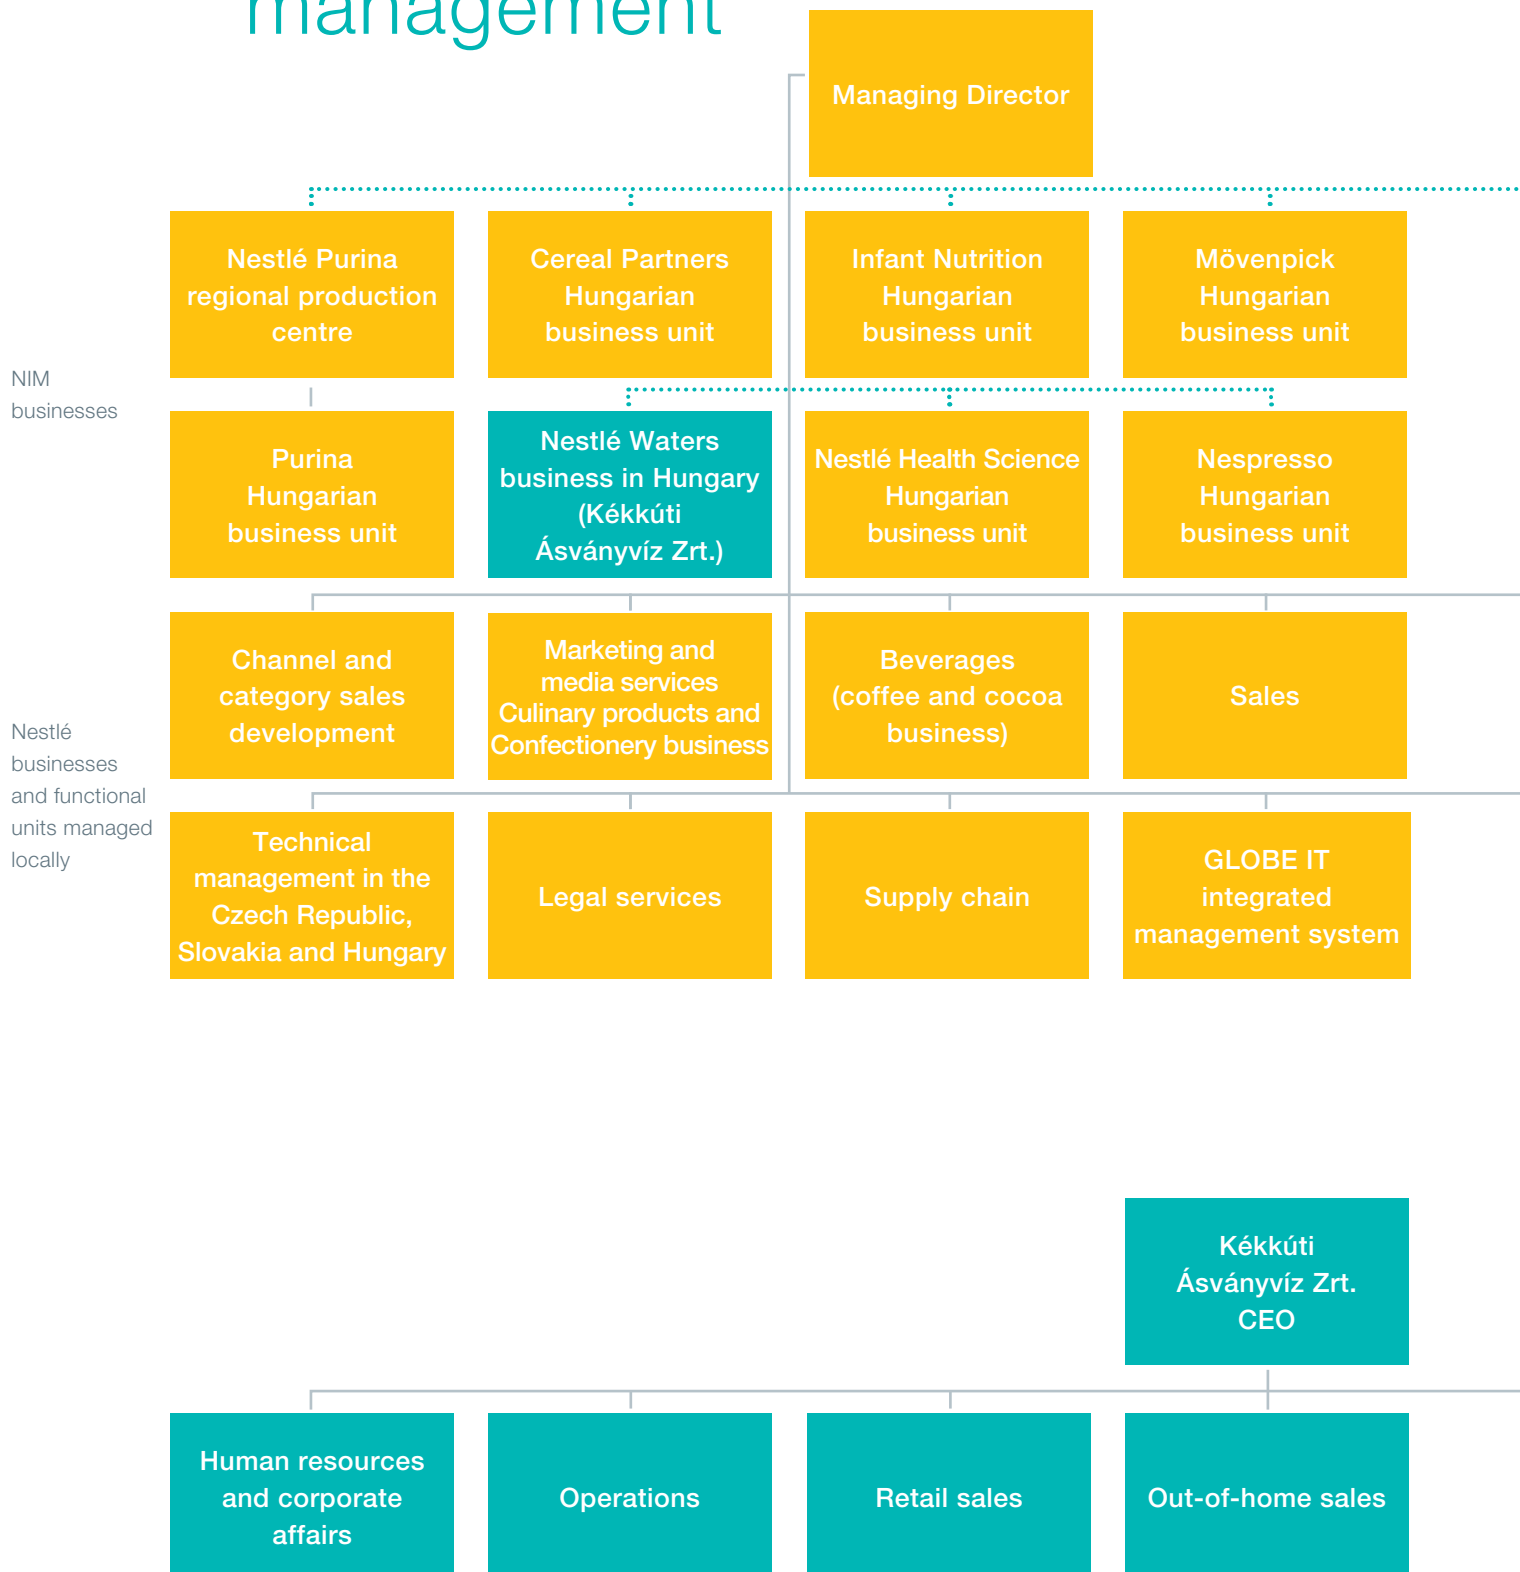 management
Managing Director
Nestlé Purina
regional production
centre
Cereal Partners
Hungarian
business unit
Infant Nutrition
Hungarian
business unit
Mövenpick
Hungarian
business unit
NIM
businesses
Purina
Hungarian
business unit
Nestlé Waters
business in Hungary
(Kékkúti
Ásványvíz Zrt.)
Nestlé Health Science
Hungarian
business unit
Nespresso
Hungarian
business unit
Channel and
category sales
development
Marketing and
media services
Culinary products and
Confectionery business
Beverages
(coffee and cocoa
business)
Sales
Nestlé
businesses
and functional
units managed
locally
Technical
management in the
Czech Republic,
Slovakia and Hungary
Legal services
Supply chain
GLOBE IT
integrated
management system
Kékkúti
Ásványvíz Zrt.
CEO
Human resources
and corporate
affairs
Operations
Retail sales
Out-of-home sales